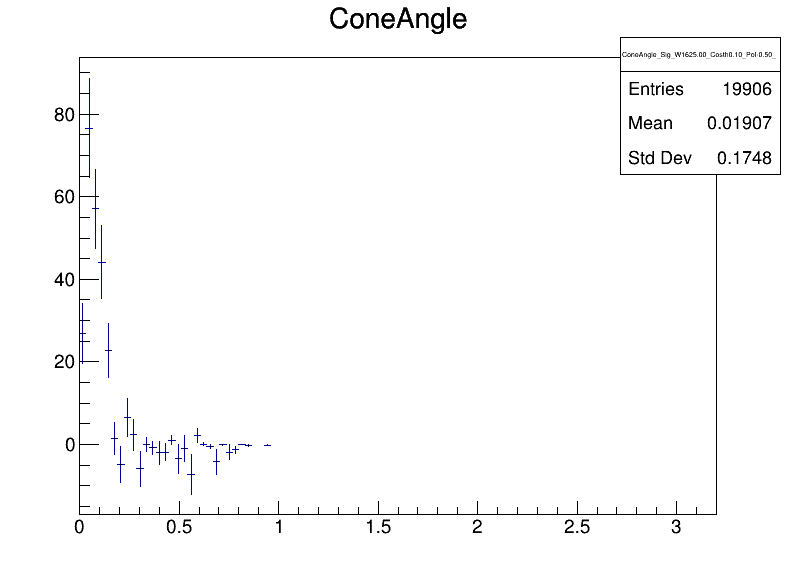 ConeAngle
ConeAngle_Sig_W1625.00_Costh0.10_Pol-0.50_
Entries 19906
Mean 0.01907
Std Dev 0.1748
80
60
40
20
0
0 0.5 1 1.5 2 2.5 3